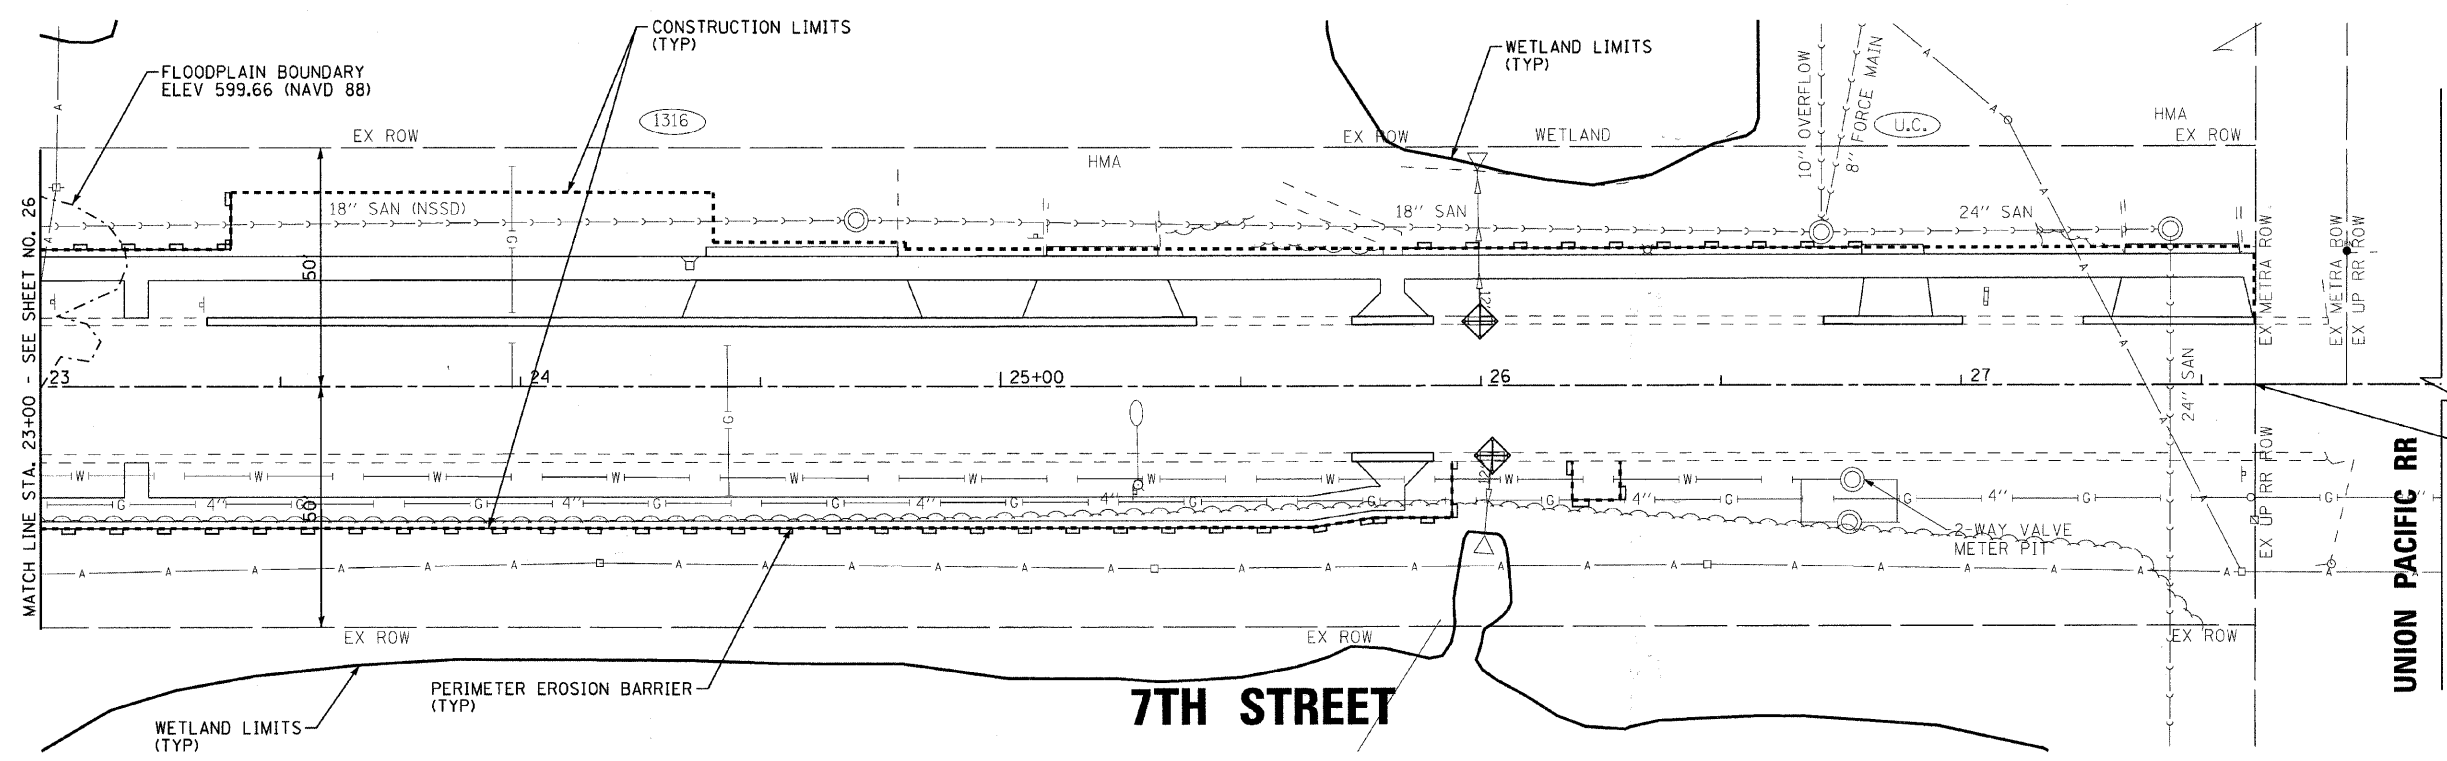 CONSTRUCTION LIMITS
(TYP)
FLOODPLAIN BOUNDARY
ELEV 599.66 (NAVD 88)
WETLAND LIMITS
(TYP)
10'' OVERFLOW
8'' FORCE MAIN
1316
U.C.
HMA
EX ROW
EX ROW
WETLAND
EX ROW
HMA
A
A
A
A
A
A
A
A
18'' SAN (NSSD)
18'' SAN
24'' SAN
G
G
50'
12''
EX METRA ROW
EX METRA ROW
EX UP RR ROW
MATCH LINE STA. 23+00 - SEE SHEET NO. 26
23
24
25+00
26
27
24'' SAN
G
W W W W W W W W W W
12''
G 4'' G 4'' G G 4'' G 4'' G G G 4'' G G 4'' G G
50'
2-WAY VALVE
METER PIT
EX UP RR ROW
UNION PACIFIC RR
A A A A A A A A A A A A A A A A A A A A A A A A A A A
EX ROW
EX ROW
EX ROW
PERIMETER EROSION BARRIER
(TYP)
7TH STREET
WETLAND LIMITS
(TYP)